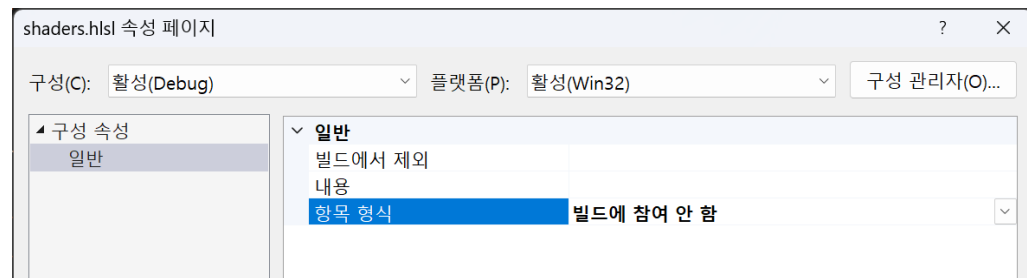 shaders.hlsl 속성 페이지 ? ×
구성(C): 활성(Debug) 플랫폼(P): 활성(Win32) 구성 관리자(O)...
구성 속성
일반
일반
빌드에서 제외
내용
항목 형식 빌드에 참여 안 함